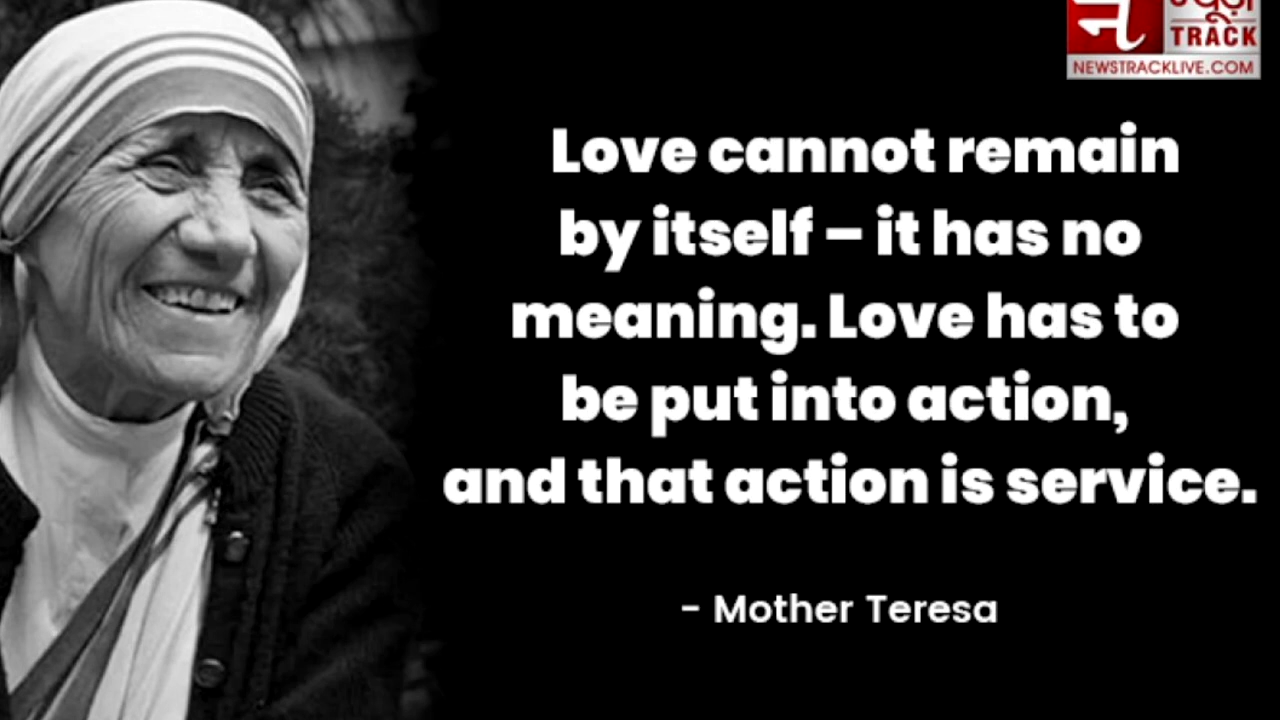 TRACK
NEWSTRACKLIVE.COM
Love cannot remain
by itself – it has no
meaning. Love has to
be put into action,
and that action is service.
- Mother Teresa